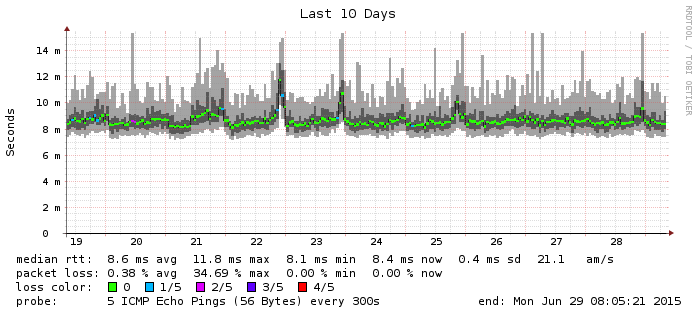 Last 10 Days
RRDTOOL / TOBI OETIKER
Seconds
14 m
12 m
10 m
8 m
6 m
4 m
2 m
0
19 20 21 22 23 24 25 26 27 28
median rtt: 8.6 ms avg 11.8 ms max 8.1 ms min 8.4 ms now 0.4 ms sd 21.1 am/s
packet loss: 0.38 % avg 34.69 % max 0.00 % min 0.00 % now
loss color: 0 1/5 2/5 3/5 4/5
probe: 5 ICMP Echo Pings (56 Bytes) every 300s end: Mon Jun 29 08:05:21 2015